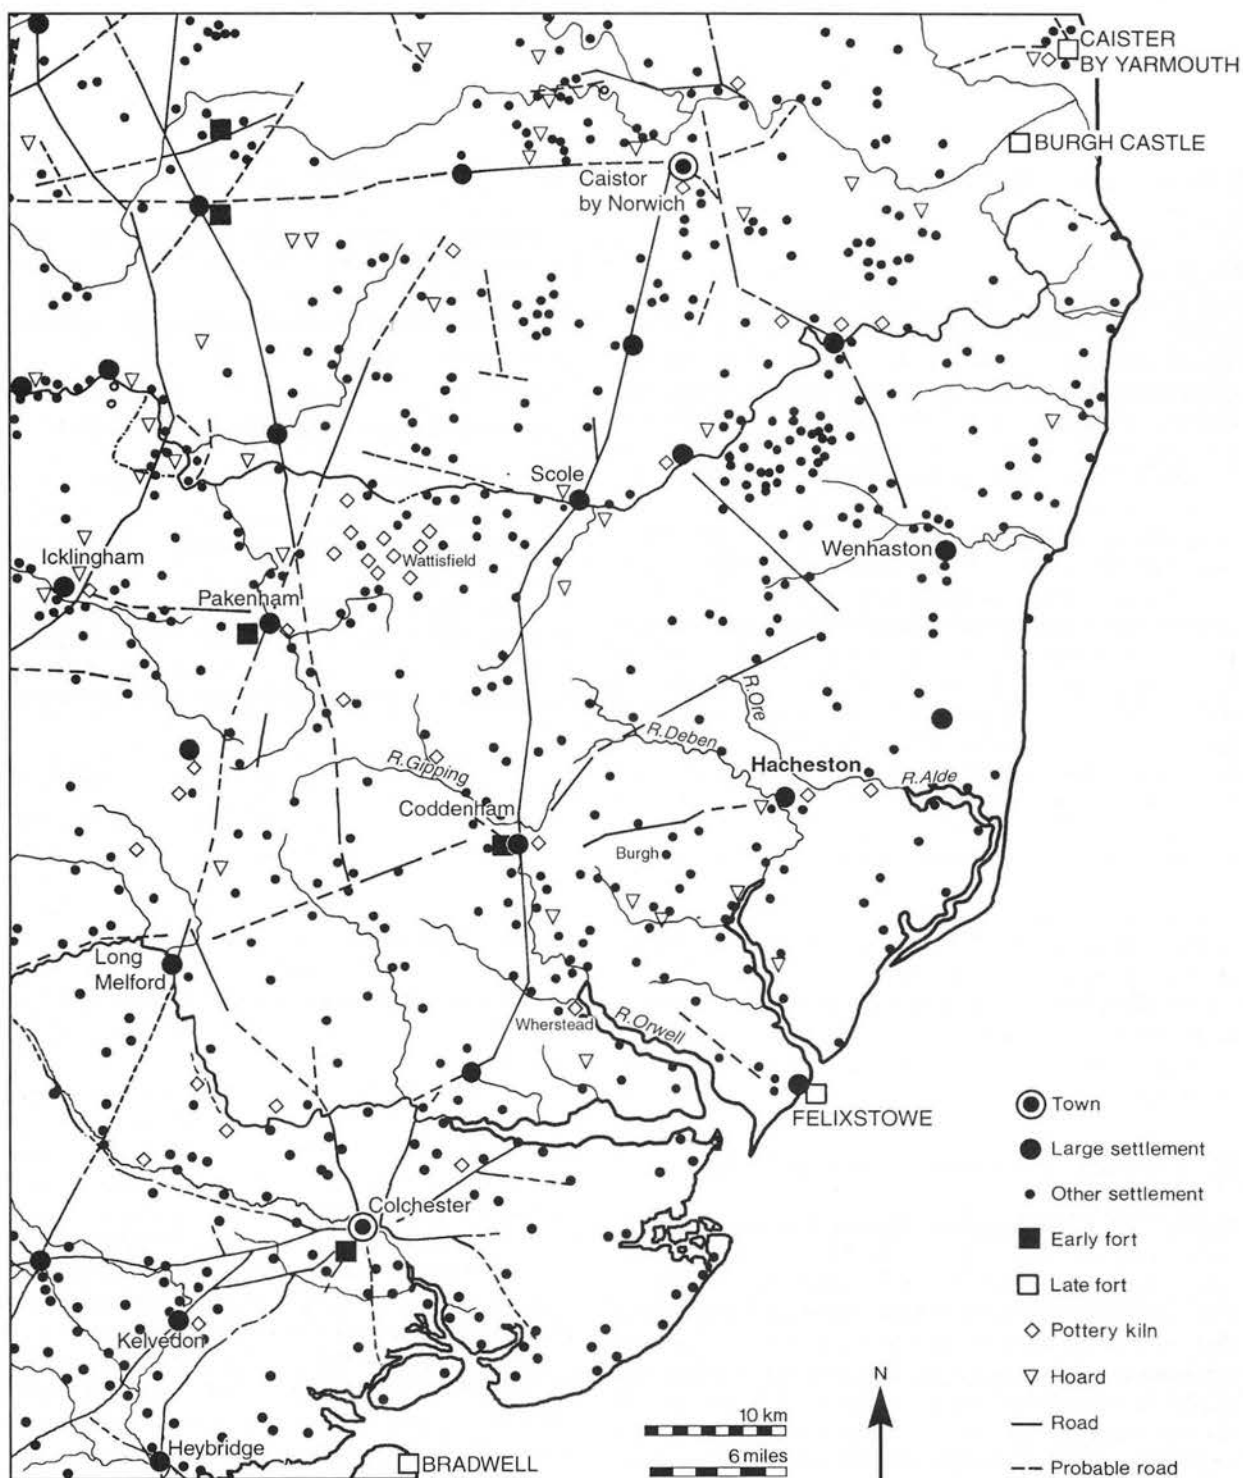 CAISTER
BY YARMOUTH
BURGH CASTLE
Caistor
by Norwich
Scole
Wattisfield
Wenhaston
Icklingham
Pakenham
R.Ore
R.Deben
Hacheston
R.Alde
R.Gipping
Coddenham
Burgh
Long
Melford
Wherstead
R.Orwell
FELIXSTOWE
Colchester
Kelvedon
Heybridge
BRADWELL
Town
Large settlement
Other settlement
Early fort
Late fort
Pottery kiln
Hoard
Road
Probable road
N
10 km
6 miles